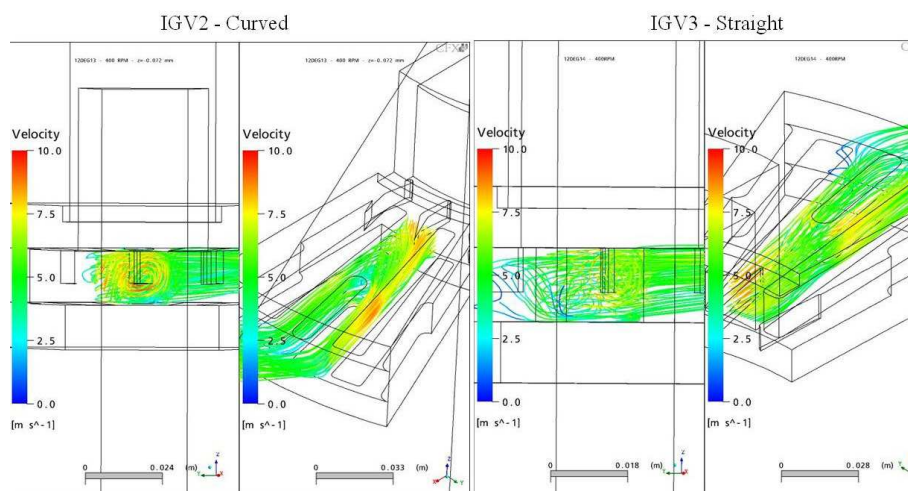 IGV2 - Curved
IGV3 - Straight
12DEG13 - 400 RPM - z=-0.072 mm
12DEG13 - 400 RPM - z=-0.072 mm
12DEG14 - 400RPM
12DEG14 - 400RPM
Velocity
10.0
7.5
5.0
2.5
0.0
[m s^-1]
0 0.024 (m)
Z
X
Y
Velocity
10.0
7.5
5.0
2.5
0.0
[m s^-1]
0 0.033 (m)
Z
X
Y
Velocity
10.0
7.5
5.0
2.5
0.0
[m s^-1]
0 0.018 (m)
Z
X
Y
Velocity
10.0
7.5
5.0
2.5
0.0
[m s^-1]
0 0.028 (m)